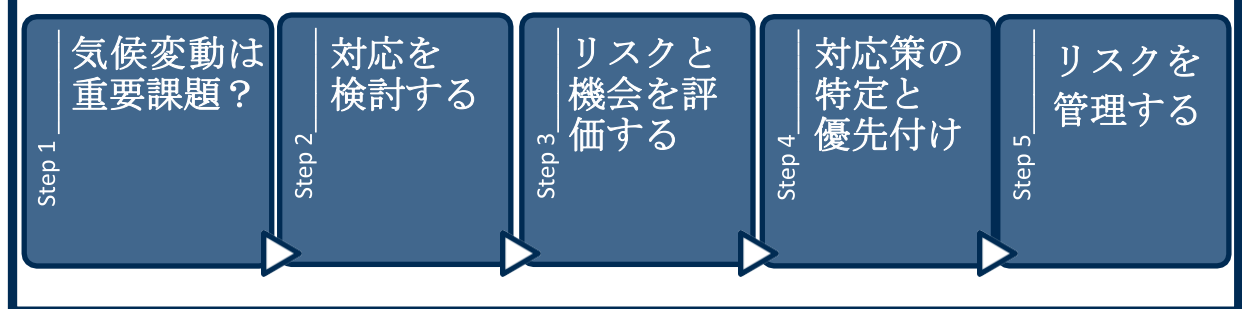 Step 1
気候変動は
重要課題？
Step 2
対応を
検討する
Step 3
リスクと
機会を評
価する
Step 4
対応策の
特定と
優先付け
Step 5
リスクを
管理する